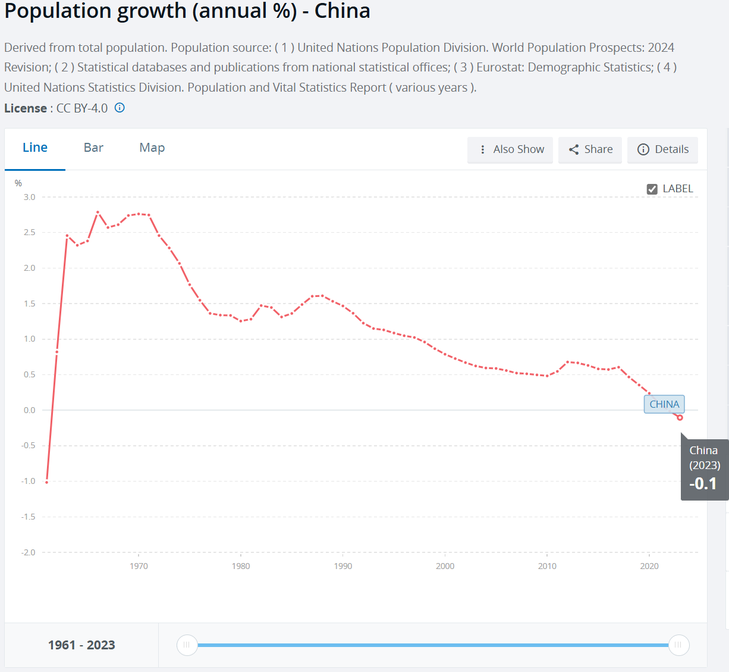 Population growth (annual %) - China
Derived from total population. Population source: ( 1 ) United Nations Population Division. World Population Prospects: 2024
Revision; ( 2 ) Statistical databases and publications from national statistical offices; ( 3 ) Eurostat: Demographic Statistics; ( 4 )
United Nations Statistics Division. Population and Vital Statistics Report ( various years ).
License : CC BY-4.0
Line Bar Map Also Show Share Details
%
LABEL
3.0
2.5
2.0
1.5
1.0
0.5
0.0
CHINA
-0.5
China
(2023)
-0.1
-1.0
-1.5
-2.0
1970 1980 1990 2000 2010 2020
1961 - 2023